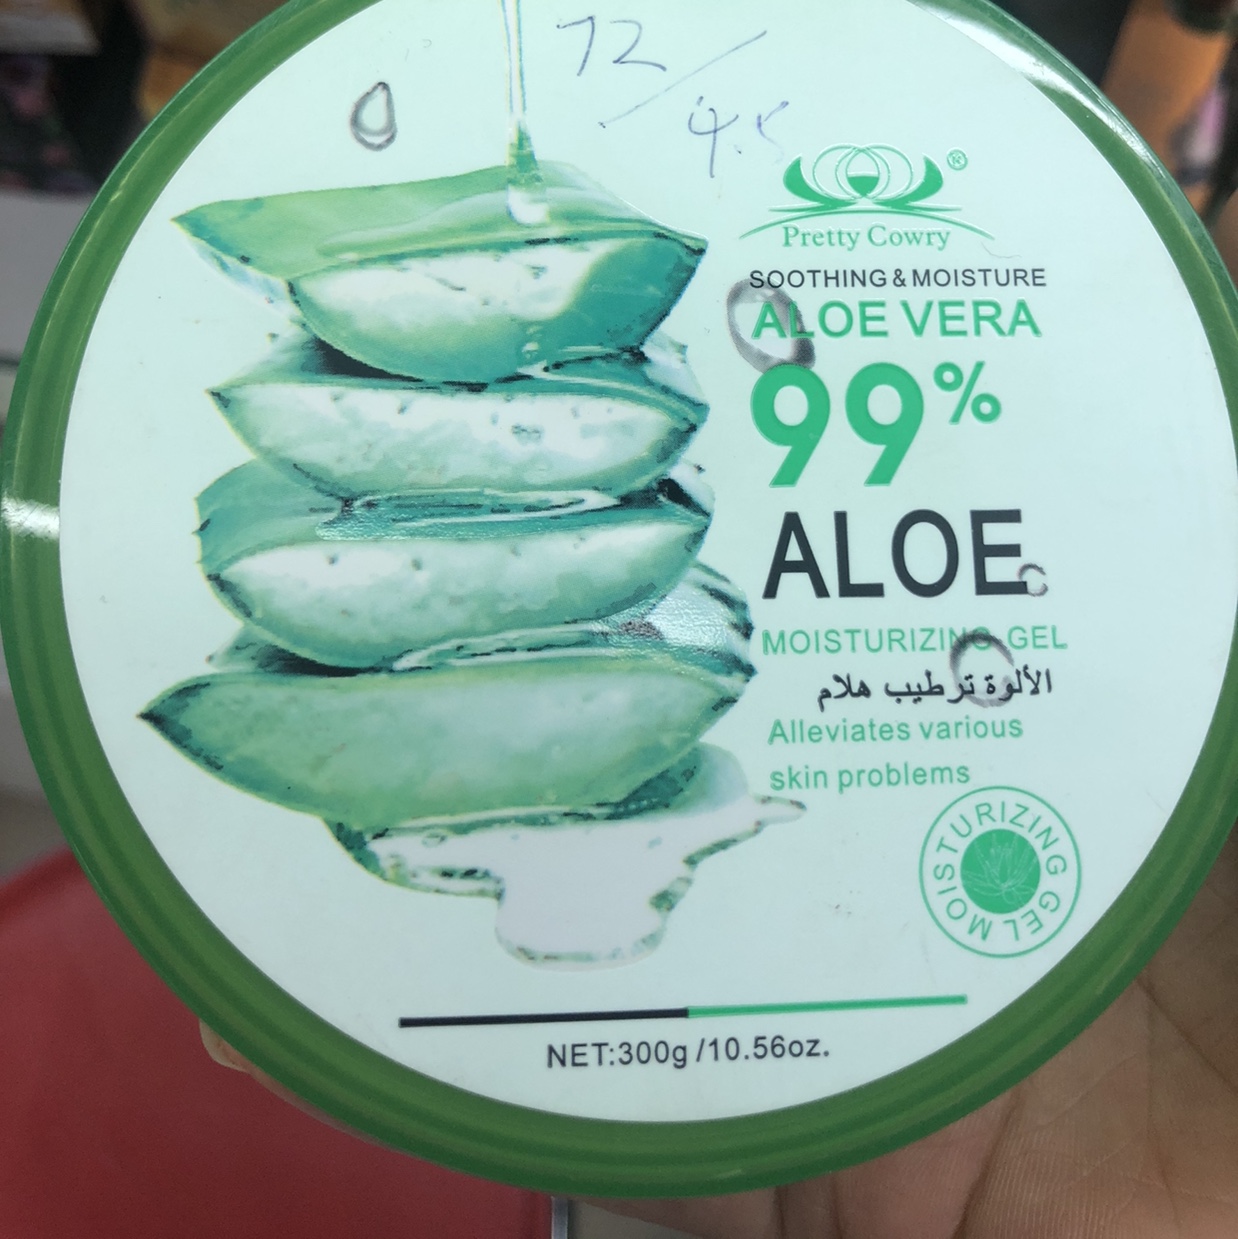 72/4.5
Pretty Cowry ®
SOOTHING & MOISTURE
ALOE VERA
99%
ALOE
MOISTURIZING GEL
الألوة ترطيب هلام
Alleviates various
skin problems
MOISTURIZING GEL
NET:300g/10.56oz.